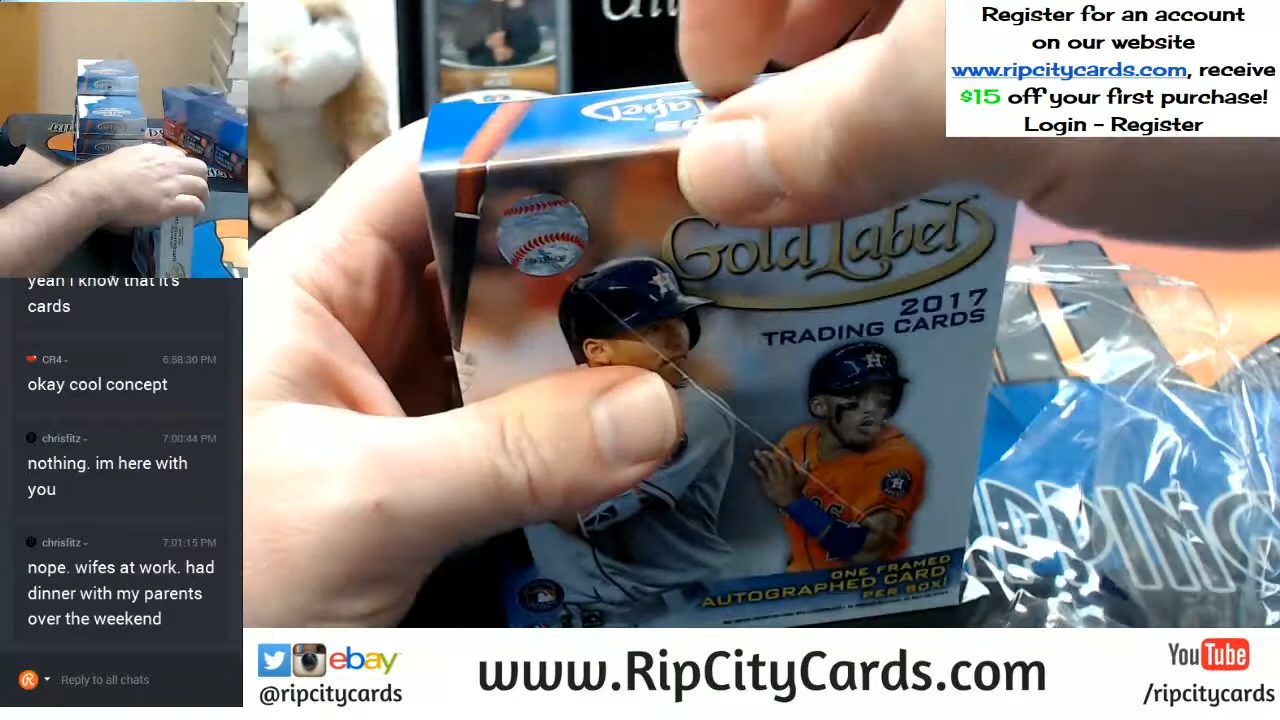 Register for an account
on our website
www.ripcitycards.com, receive
$15 off your first purchase!
Login - Register
Label
Gold Label
2017
TRADING CARDS
ONE FRAMED
AUTOGRAPHED CARD
PER BOX!
yeah I know that it's
cards
CR4
6:58:30 PM
okay cool concept
chrisfitz
7:00:44 PM
nothing. im here with
you
chrisfitz
7:01:15 PM
nope. wifes at work. had
dinner with my parents
over the weekend
Reply to all chats
ebay
@ripcitycards
www.RipCityCards.com
YouTube
/ripcitycards